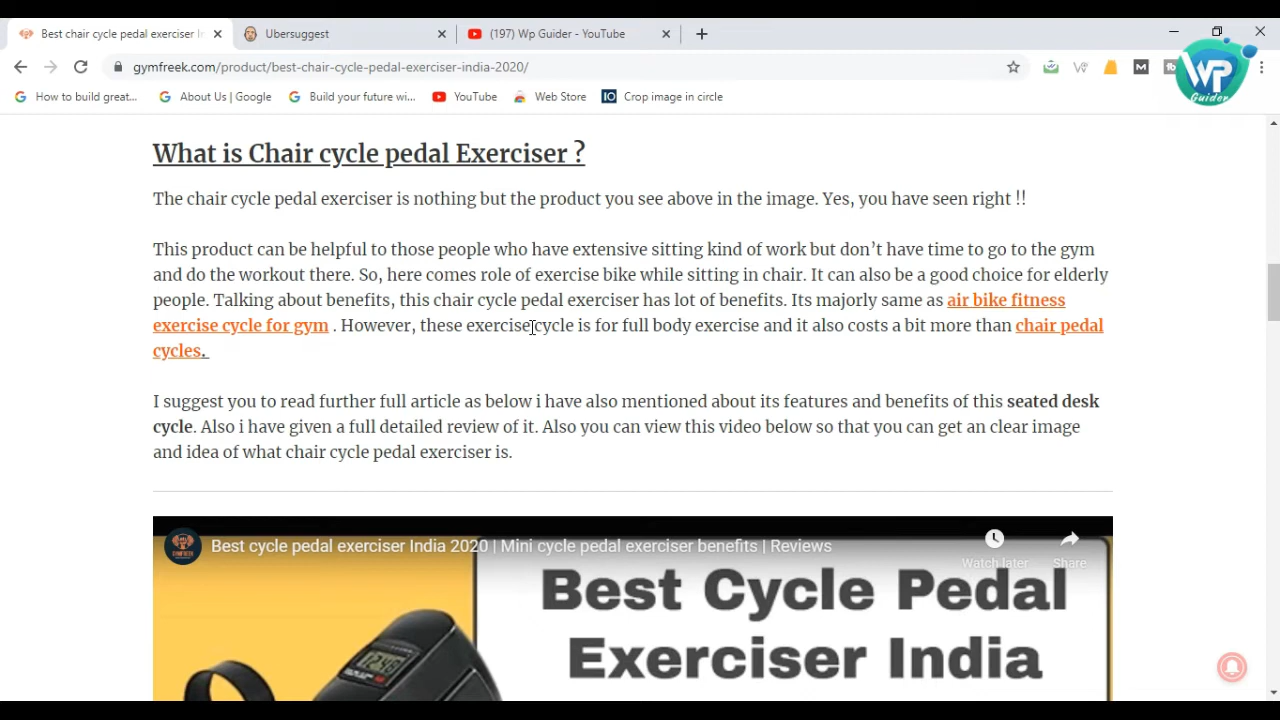 Best chair cycle pedal exerciser In
Ubersuggest
(197) Wp Guider - YouTube
gymfreek.com/product/best-chair-cycle-pedal-exerciser-india-2020/
How to build great...
About Us | Google
Build your future wi...
YouTube
Web Store
Crop image in circle
WP
Guider
What is Chair cycle pedal Exerciser ?
The chair cycle pedal exerciser is nothing but the product you see above in the image. Yes, you have seen right !!
This product can be helpful to those people who have extensive sitting kind of work but don’t have time to go to the gym
and do the workout there. So, here comes role of exercise bike while sitting in chair. It can also be a good choice for elderly
people. Talking about benefits, this chair cycle pedal exerciser has lot of benefits. Its majorly same as air bike fitness
exercise cycle for gym . However, these exercise cycle is for full body exercise and it also costs a bit more than chair pedal
cycles.
I suggest you to read further full article as below i have also mentioned about its features and benefits of this seated desk
cycle. Also i have given a full detailed review of it. Also you can view this video below so that you can get an clear image
and idea of what chair cycle pedal exerciser is.
Best cycle pedal exerciser India 2020 | Mini cycle pedal exerciser benefits | Reviews
Watch later
Share
Best Cycle Pedal
Exerciser India